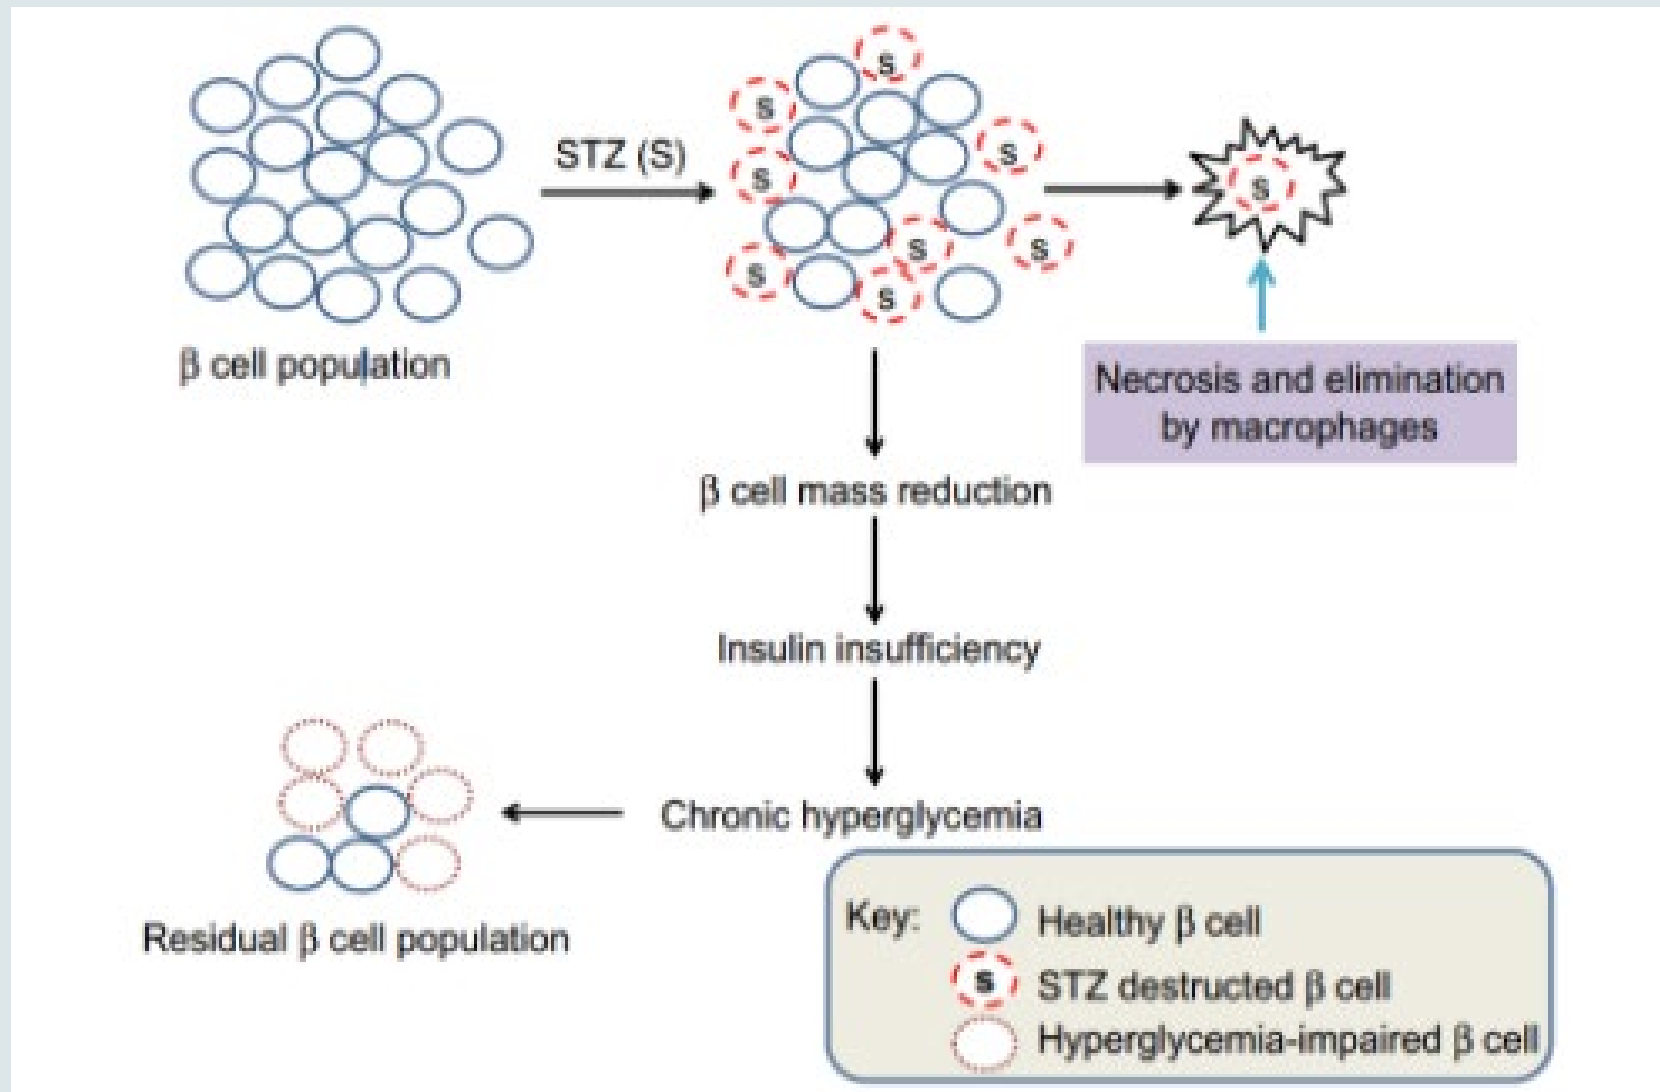 STZ (S)
S
S
S
S
S
S
S
S
S
β cell population
Necrosis and elimination
by macrophages
β cell mass reduction
Insulin insufficiency
Chronic hyperglycemia
Residual β cell population
Key:
Healthy β cell
S
STZ destructed β cell
Hyperglycemia-impaired β cell